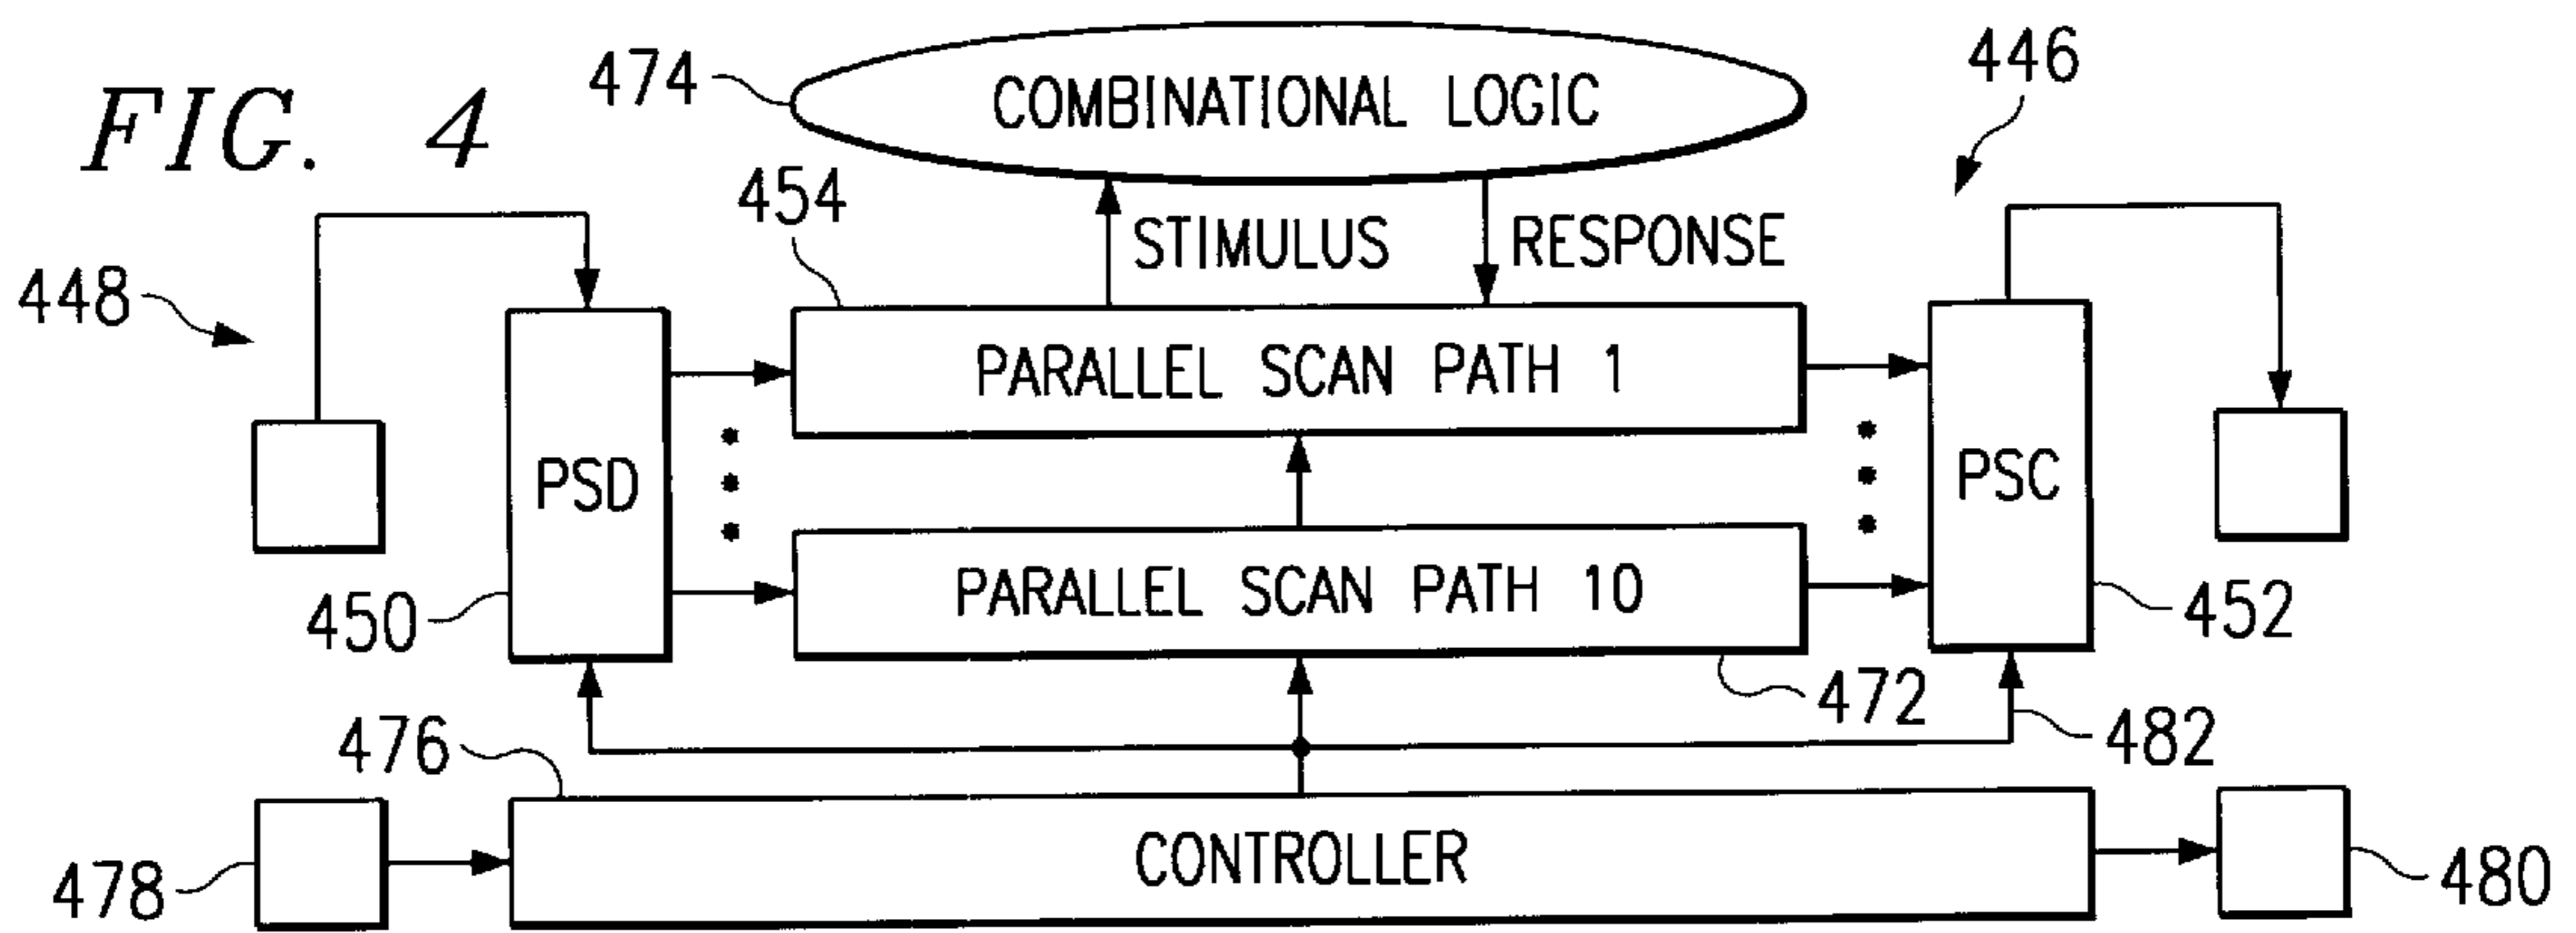 FIG. 4
474
COMBINATIONAL LOGIC
446
454
STIMULUS
RESPONSE
448
PSD
PARALLEL SCAN PATH 1
PSC
PARALLEL SCAN PATH 10
450
452
472
476
482
CONTROLLER
478
480